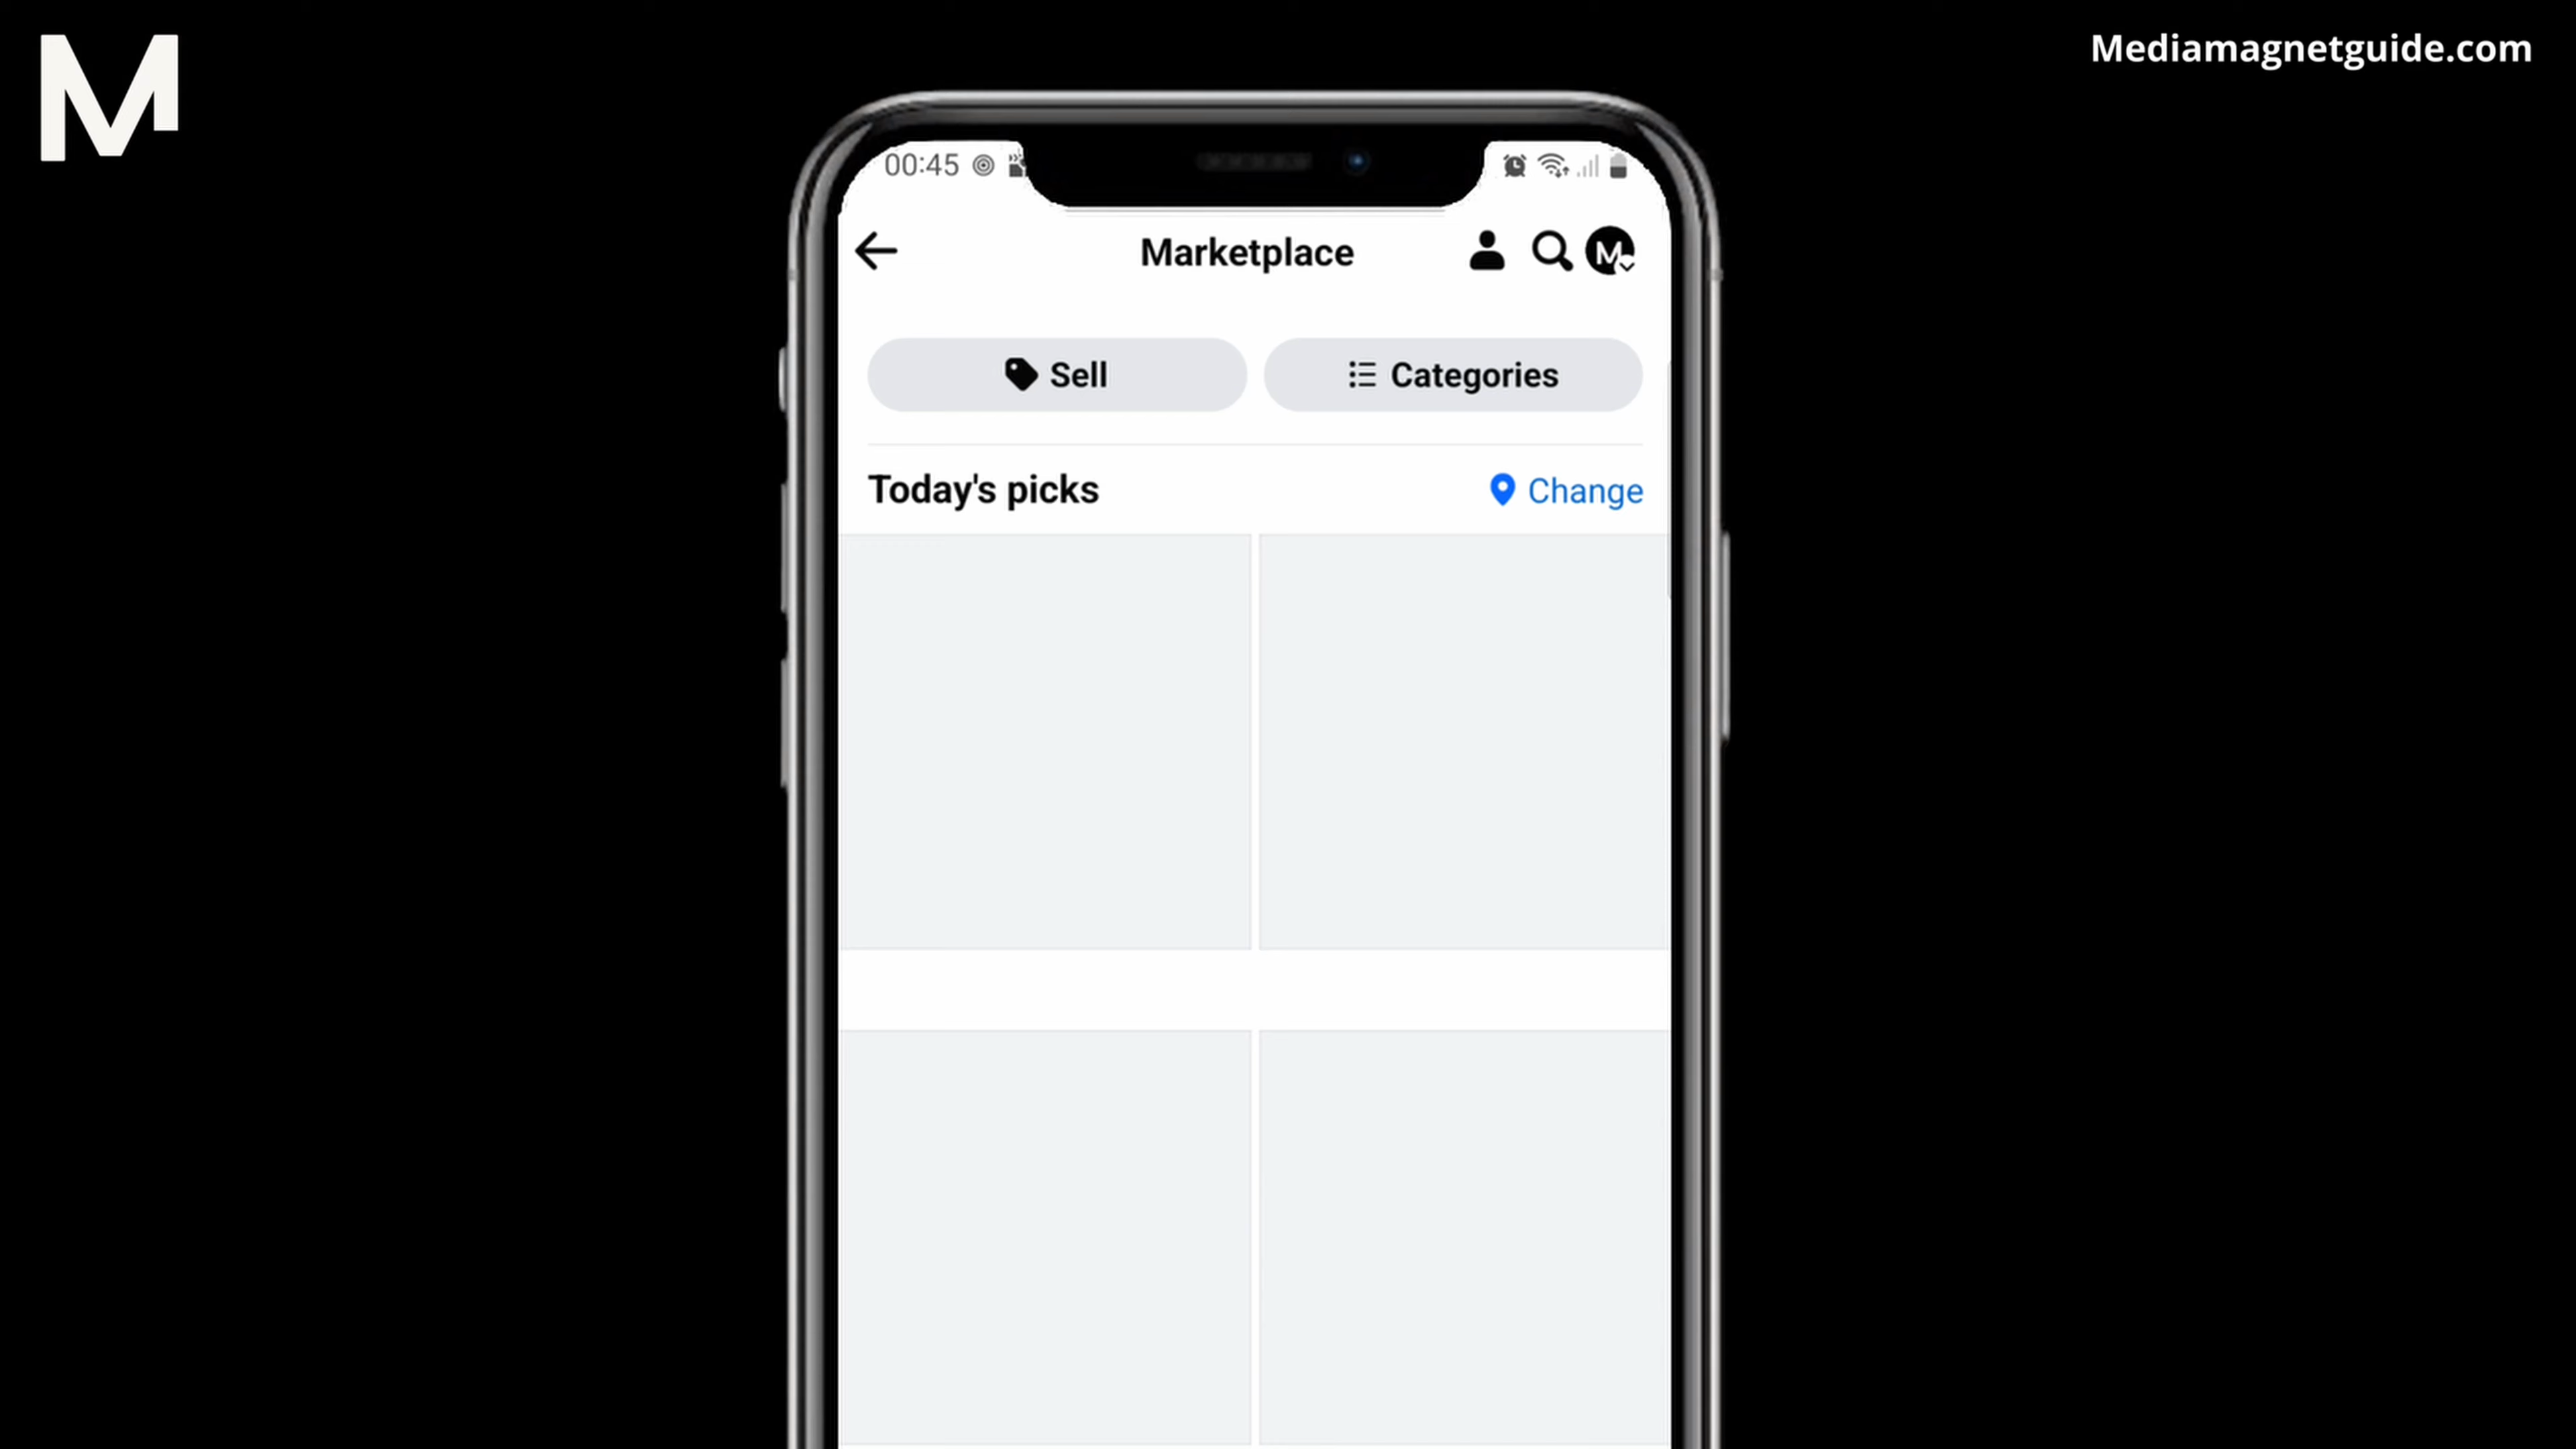 M
Mediamagnetguide.com
00:45
Marketplace
M
Sell
Categories
Today's picks
Change